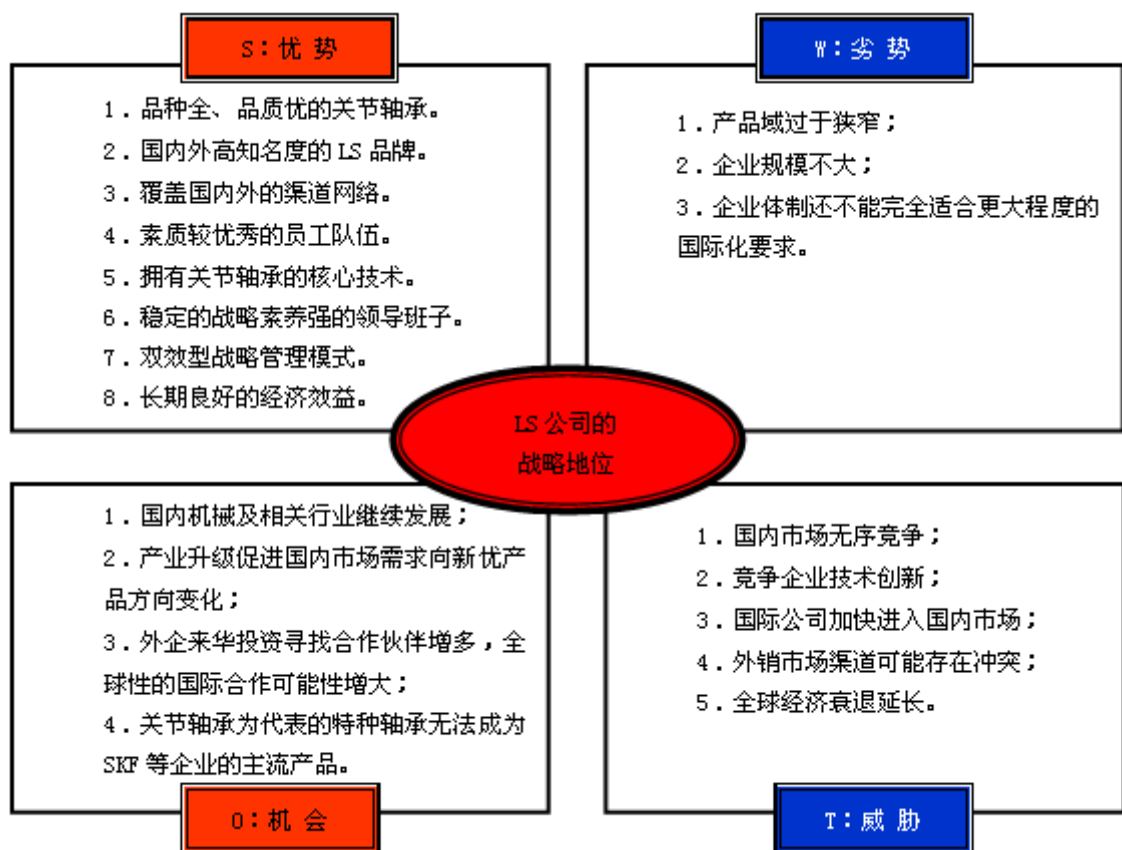 S：优 势
1．品种全、品质优的关节轴承。
2．国内外高知名度的 LS 品牌。
3．覆盖国内外的渠道网络。
4．素质较优秀的员工队伍。
5．拥有关节轴承的核心技术。
6．稳定的战略素养强的领导班子。
7．双效型战略管理模式。
8．长期良好的经济效益。
W：劣 势
1．产品域过于狭窄；
2．企业规模不大；
3．企业体制还不能完全适合更大程度的
国际化要求。
LS 公司的
战略地位
1．国内机械及相关行业继续发展；
2．产业升级促进国内市场需求向新优产
品方向变化；
3．外企来华投资寻找合作伙伴增多，全
球性的国际合作可能性增大；
4．关节轴承为代表的特种轴承无法成为
SKF 等企业的主流产品。
O：机 会
1．国内市场无序竞争；
2．竞争企业技术创新；
3．国际公司加快进入国内市场；
4．外销市场渠道可能存在冲突；
5．全球经济衰退延长。
T：威 胁